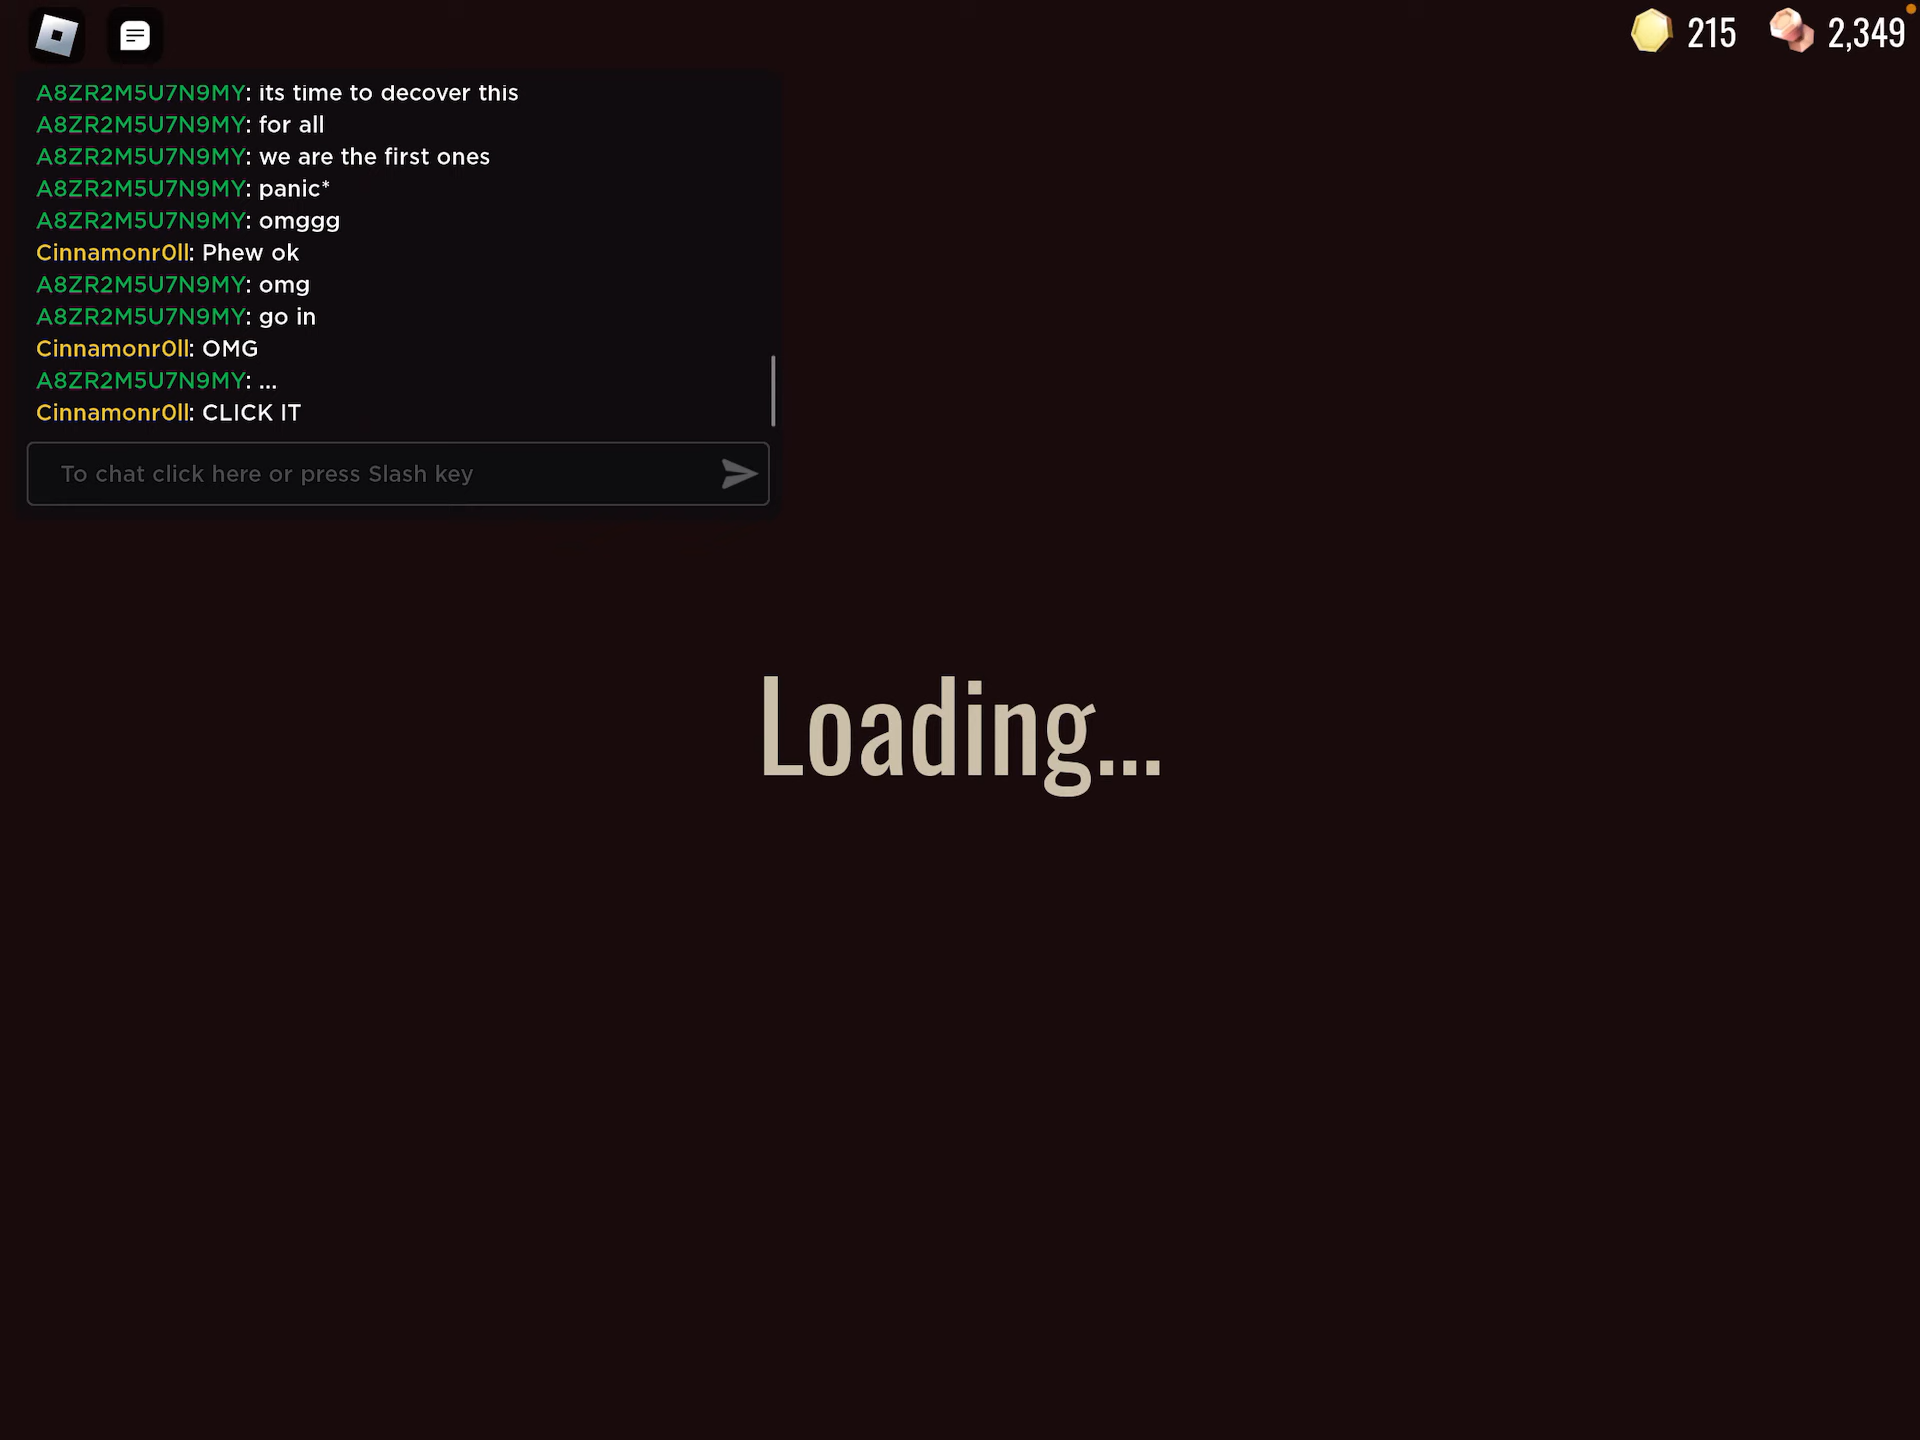 215
2,349
A8ZR2M5U7N9MY: its time to decover this
A8ZR2M5U7N9MY: for all
A8ZR2M5U7N9MY: we are the first ones
A8ZR2M5U7N9MY: panic*
A8ZR2M5U7N9MY: omggg
Cinnamonr0ll: Phew ok
A8ZR2M5U7N9MY: omg
A8ZR2M5U7N9MY: go in
Cinnamonr0ll: OMG
A8ZR2M5U7N9MY: ...
Cinnamonr0ll: CLICK IT
To chat click here or press Slash key
Loading...